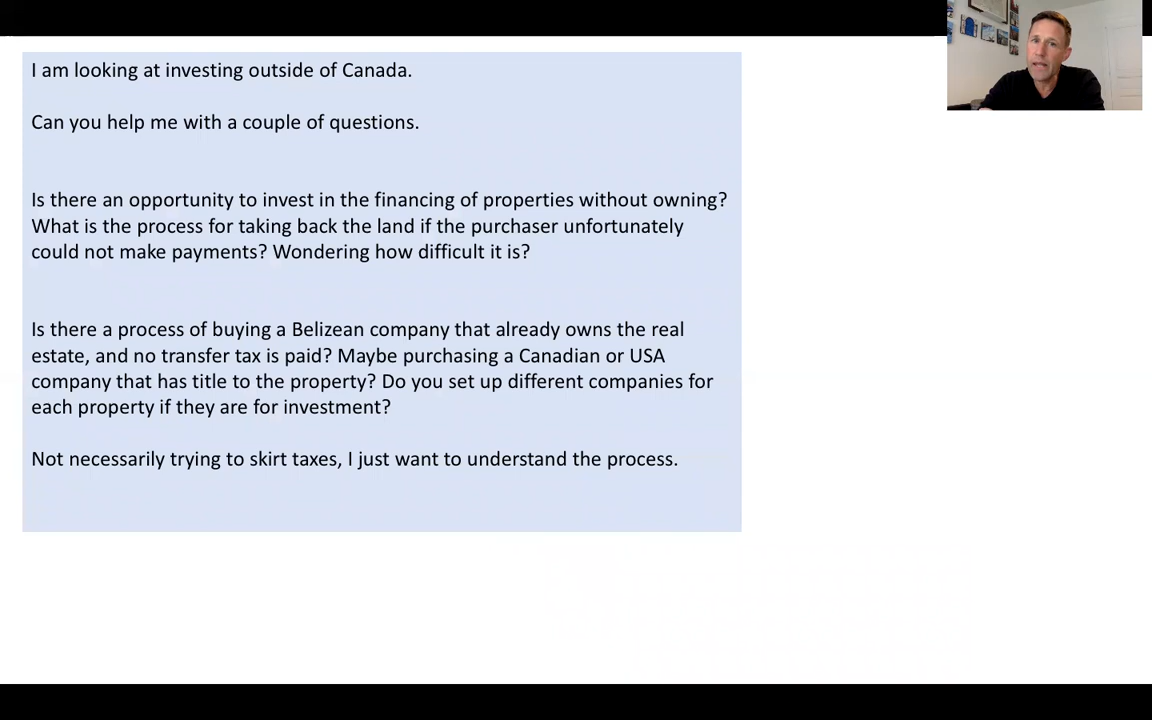 I am looking at investing outside of Canada.
Can you help me with a couple of questions.
Is there an opportunity to invest in the financing of properties without owning?
What is the process for taking back the land if the purchaser unfortunately
could not make payments? Wondering how difficult it is?
Is there a process of buying a Belizean company that already owns the real
estate, and no transfer tax is paid? Maybe purchasing a Canadian or USA
company that has title to the property? Do you set up different companies for
each property if they are for investment?
Not necessarily trying to skirt taxes, I just want to understand the process.